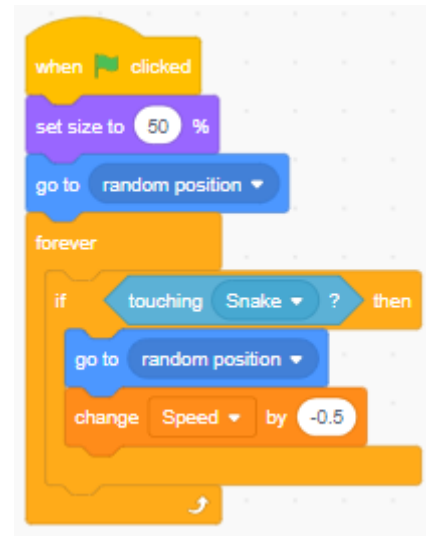 when clicked
set size to 50 %
go to random position
forever
if touching Snake ? then
go to random position
change Speed by -0.5